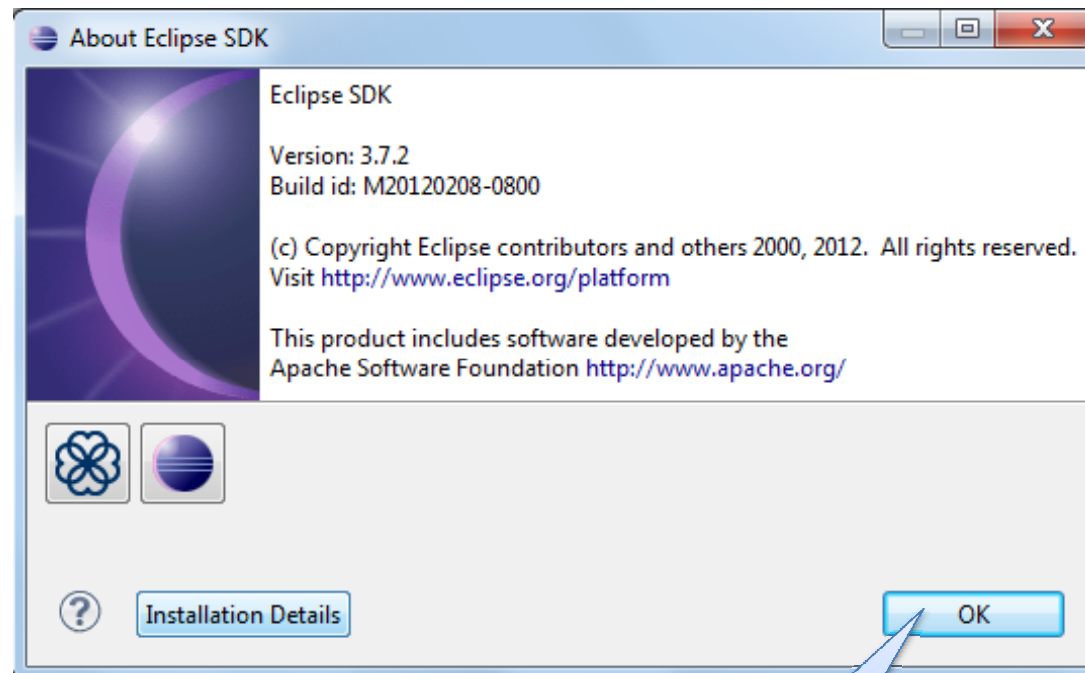 About Eclipse SDK
Eclipse SDK
Version: 3.7.2
Build id: M20120208-0800
(c) Copyright Eclipse contributors and others 2000, 2012.  All rights reserved.
Visit http://www.eclipse.org/platform
This product includes software developed by the
Apache Software Foundation http://www.apache.org/
?
Installation Details
OK